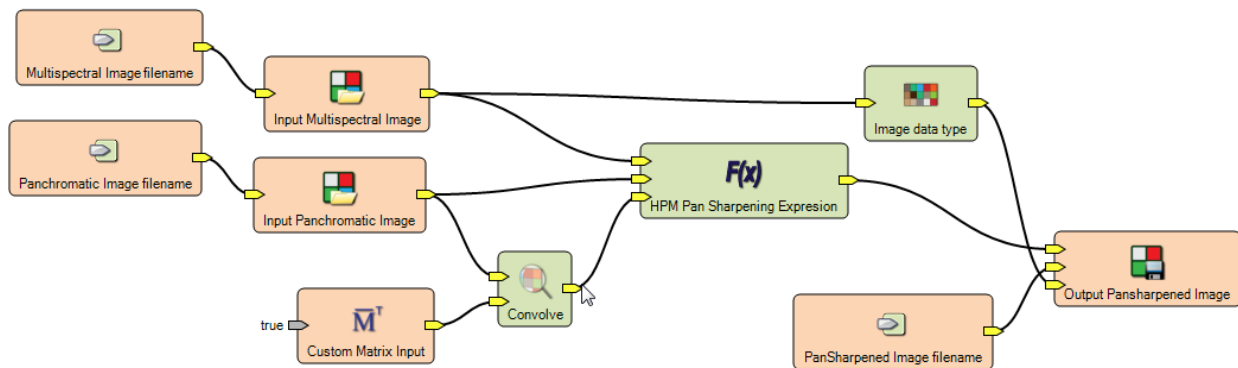 Multispectral Image filename
Input Multispectral Image
Image data type
Panchromatic Image filename
Input Panchromatic Image
F(x)
HPM Pan Sharpening Expresion
Convolve
true
M T
Custom Matrix Input
Output Pansharpened Image
PanSharpened Image filename